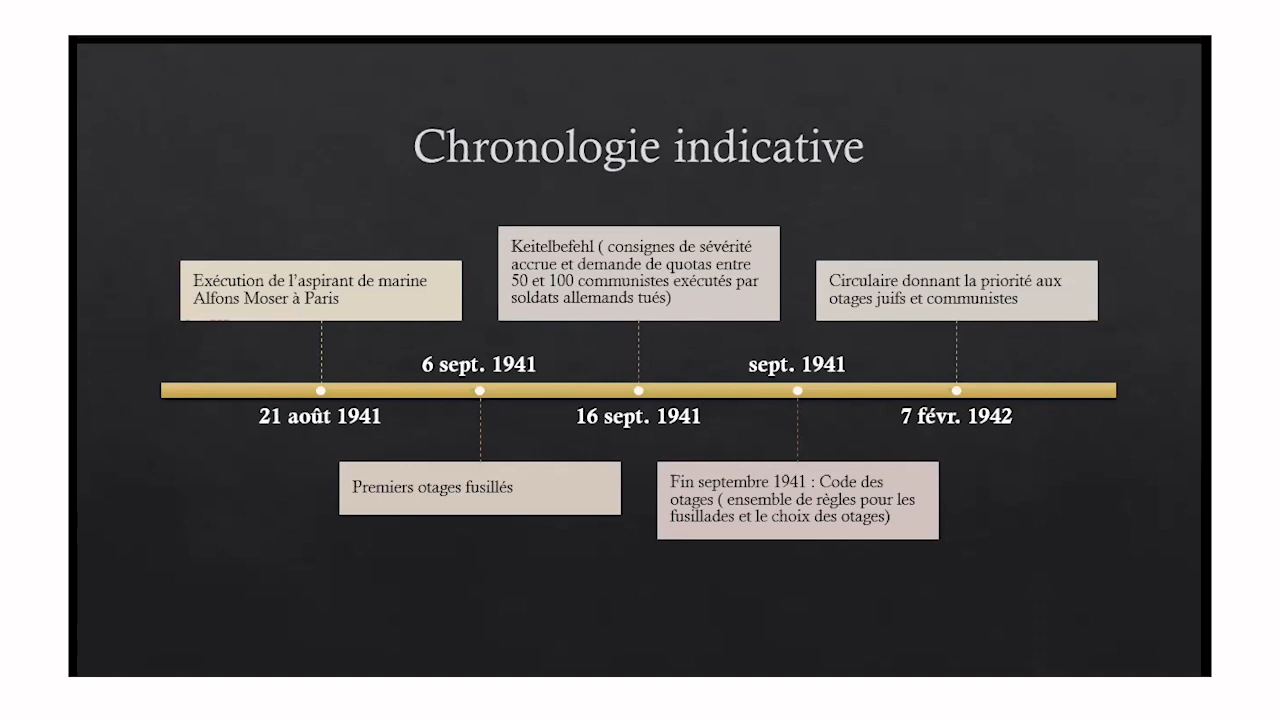 Chronologie indicative
Exécution de l'aspirant de marine
Alfons Moser à Paris
Keitelbefehl ( consignes de sévérité
accrue et demande de quotas entre
50 et 100 communistes exécutés par
soldats allemands tués)
Circulaire donnant la priorité aux
otages juifs et communistes
6 sept. 1941
sept. 1941
21 août 1941
16 sept. 1941
7 févr. 1942
Premiers otages fusillés
Fin septembre 1941 : Code des
otages ( ensemble de règles pour les
fusillades et le choix des otages)